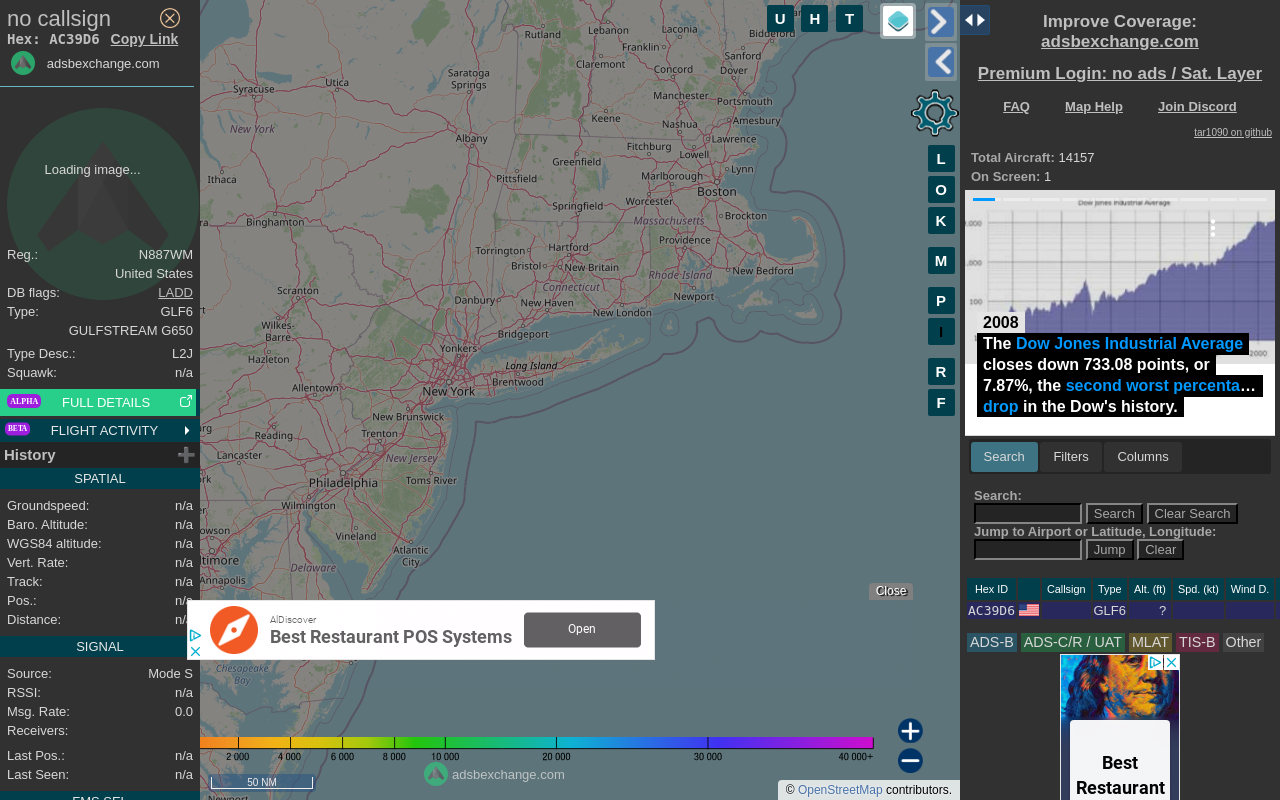 no callsign
Hex: AC39D6 Copy Link
adsbexchange.com
Loading image...
Reg.: N887WM
United States
DB flags: LADD
Type: GLF6
GULFSTREAM G650
Type Desc.: L2J
Squawk: n/a
ALPHA FULL DETAILS
BETA FLIGHT ACTIVITY
History
SPATIAL
Groundspeed: n/a
Baro. Altitude: n/a
WGS84 altitude: n/a
Vert. Rate: n/a
Track: n/a
Pos.: n/a
Distance:
SIGNAL
Source: Mode S
RSSI: n/a
Msg. Rate: 0.0
Receivers:
Last Pos.: n/a
Last Seen: n/a
FMS SEL
U H T
L
O
K
M
P
I
R
F
Rutland
Lebanon
Laconia
Biddeford
Franklin
Sanford
Claremont
Concord
Dover
Saratoga
Springs
Utica
Syracuse
Manchester
Portsmouth
Keene
Amesbury
New York
Albany
Nashua
Lawrence
Fitchburg
Greenfield
Lowell
Lynn
Ithaca
Pittsfield
Marlborough
Boston
Worcester
Springfield
Brockton
Binghamton
Massachusetts
Torrington
Hartford
Providence
Bristol
New Britain
New Bedford
Rhode Island
Connecticut
Scranton
Danbury
New Haven
Newport
New London
Wilkes-
Barre
Bridgeport
Yonkers
Hazleton
Long Island
Allentown
New York
Brentwood
New Brunswick
Reading
Trenton
Lancaster
New Jersey
Philadelphia
Toms River
Wilmington
Vineland
Atlantic
City
Delaware
Annapolis
Chesapeake
Bay
Newport
Close
AIDiscover
Best Restaurant POS Systems
Open
2 000 4 000 6 000 8 000 10 000 20 000 30 000 40 000+
adsbexchange.com
50 NM
© OpenStreetMap contributors.
Improve Coverage:
adsbexchange.com
Premium Login: no ads / Sat. Layer
FAQ Map Help Join Discord
tar1090 on github
Total Aircraft: 14157
On Screen: 1
Dow Jones Industrial Average
100
2000
2008
The Dow Jones Industrial Average
closes down 733.08 points, or
7.87%, the second worst percenta…
drop in the Dow's history.
Search Filters Columns
Search:
Search Clear Search
Jump to Airport or Latitude, Longitude:
Jump Clear
Hex ID Callsign Type Alt. (ft) Spd. (kt) Wind D.
AC39D6 GLF6 ?
ADS-B ADS-C/R / UAT MLAT TIS-B Other
Best
Restaurant